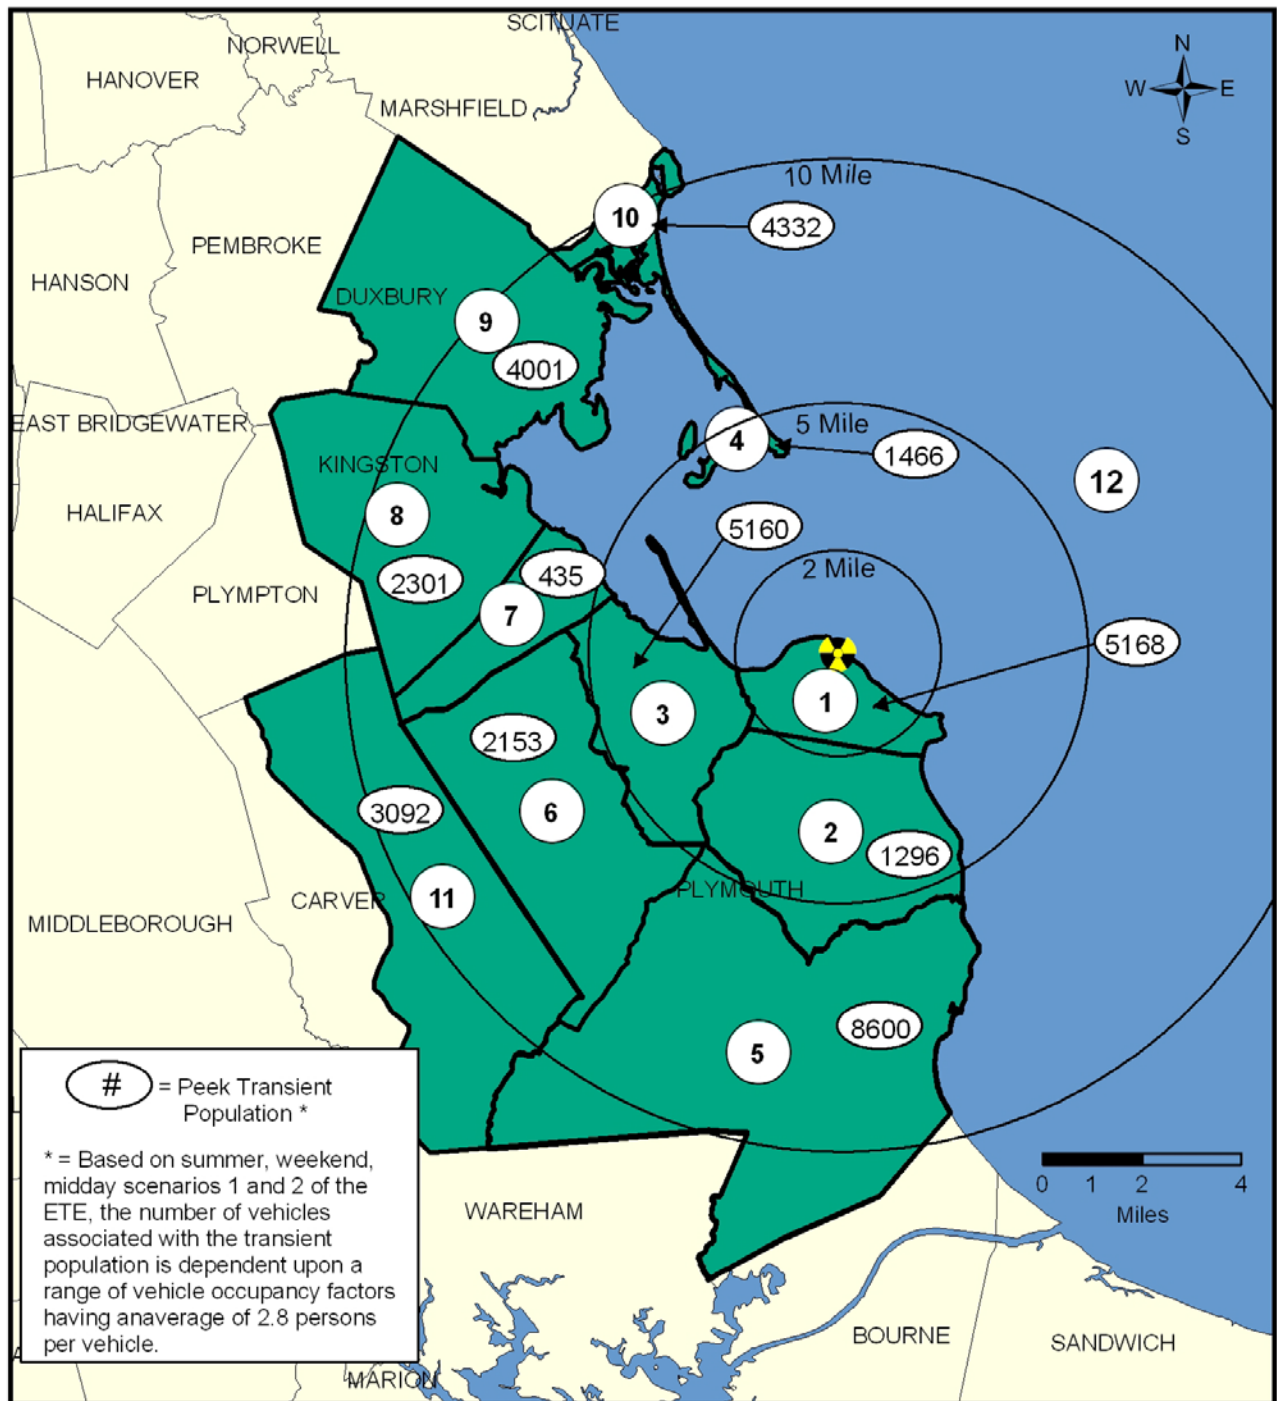 SCITUATE
NORWELL
HANOVER
MARSHFIELD
N
W E
S
10 Mile
10
4332
PEMBROKE
HANSON
DUXBURY
9
4001
EAST BRIDGEWATER
5 Mile
4
1466
KINGSTON
12
HALIFAX
8
5160
2 Mile
435
2301
PLYMPTON
7
5168
1
3
2153
3092
6
2
1296
PLYMOUTH
CARVER
11
MIDDLEBOROUGH
8600
5
# = Peek Transient
Population *
* = Based on summer, weekend,
midday scenarios 1 and 2 of the
ETE, the number of vehicles
associated with the transient
population is dependent upon a
range of vehicle occupancy factors
having anaverage of 2.8 persons
per vehicle.
0 1 2 4
Miles
WAREHAM
BOURNE
SANDWICH
MARION